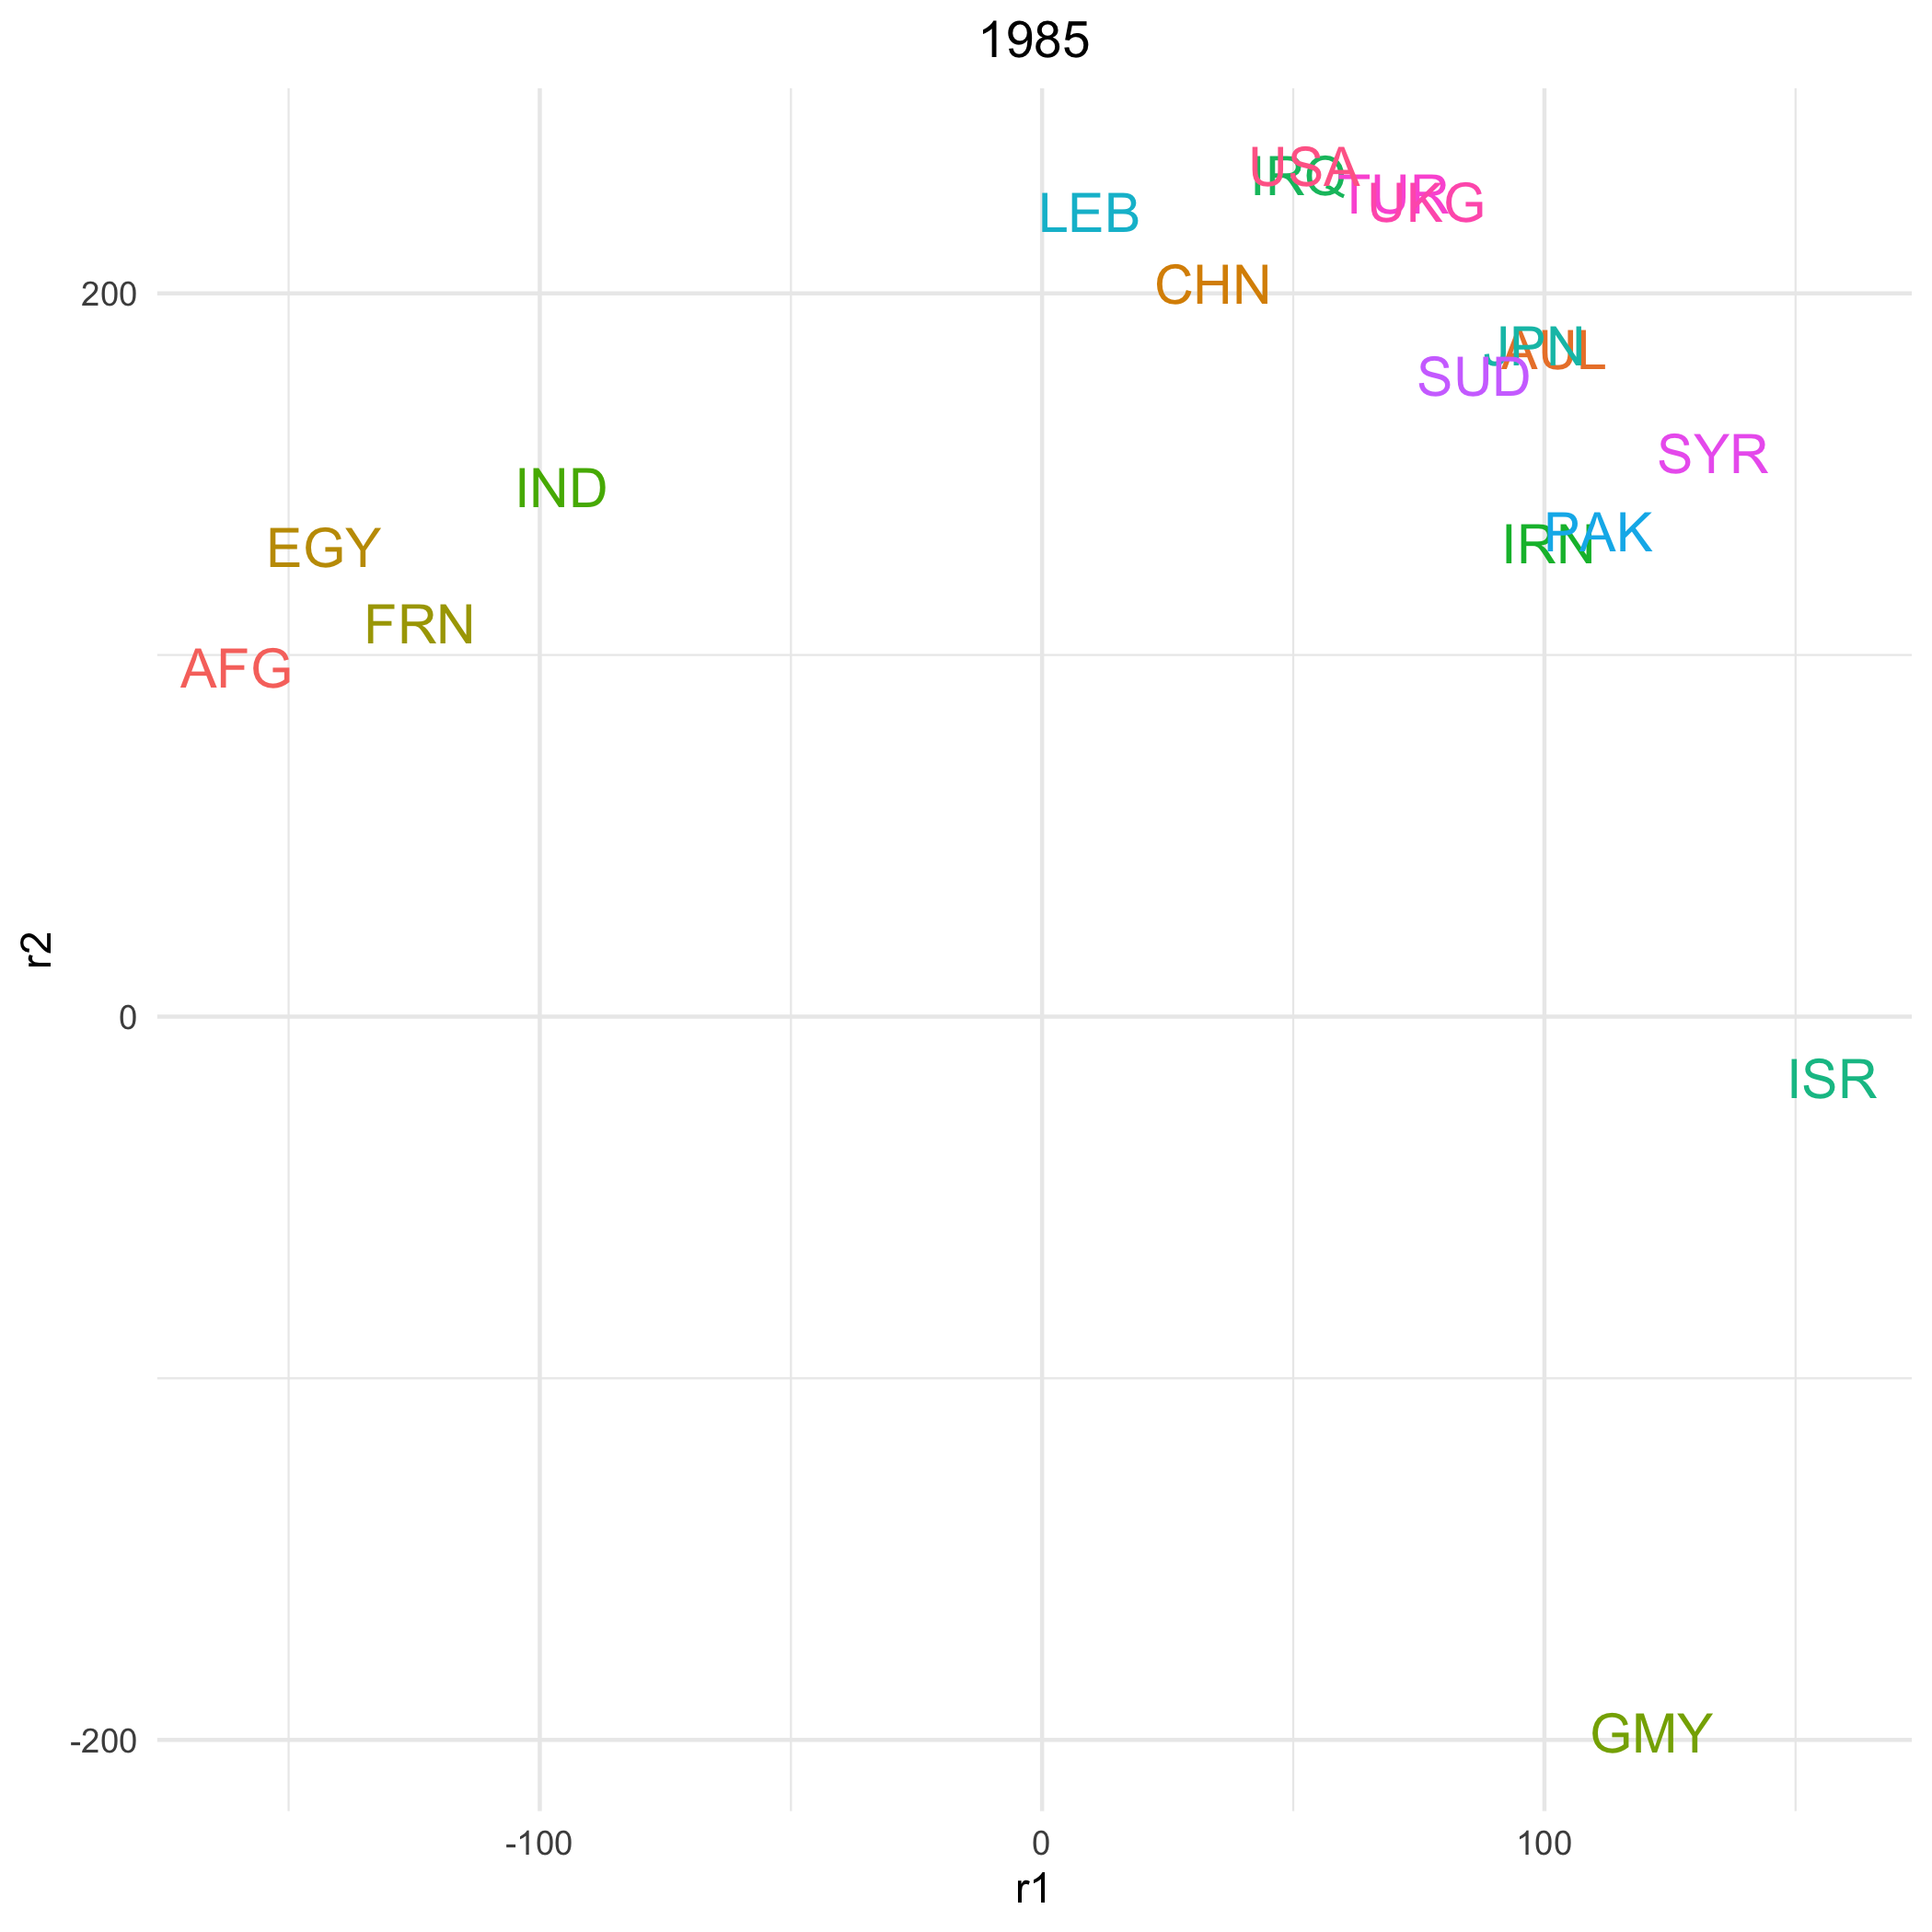 1985
USA
IRQ
TUR
UKG
LEB
CHN
200
JPN
AUL
SUD
SYR
IND
PAK
IRN
EGY
FRN
AFG
r2
0
ISR
GMY
-200
-100
0
100
r1